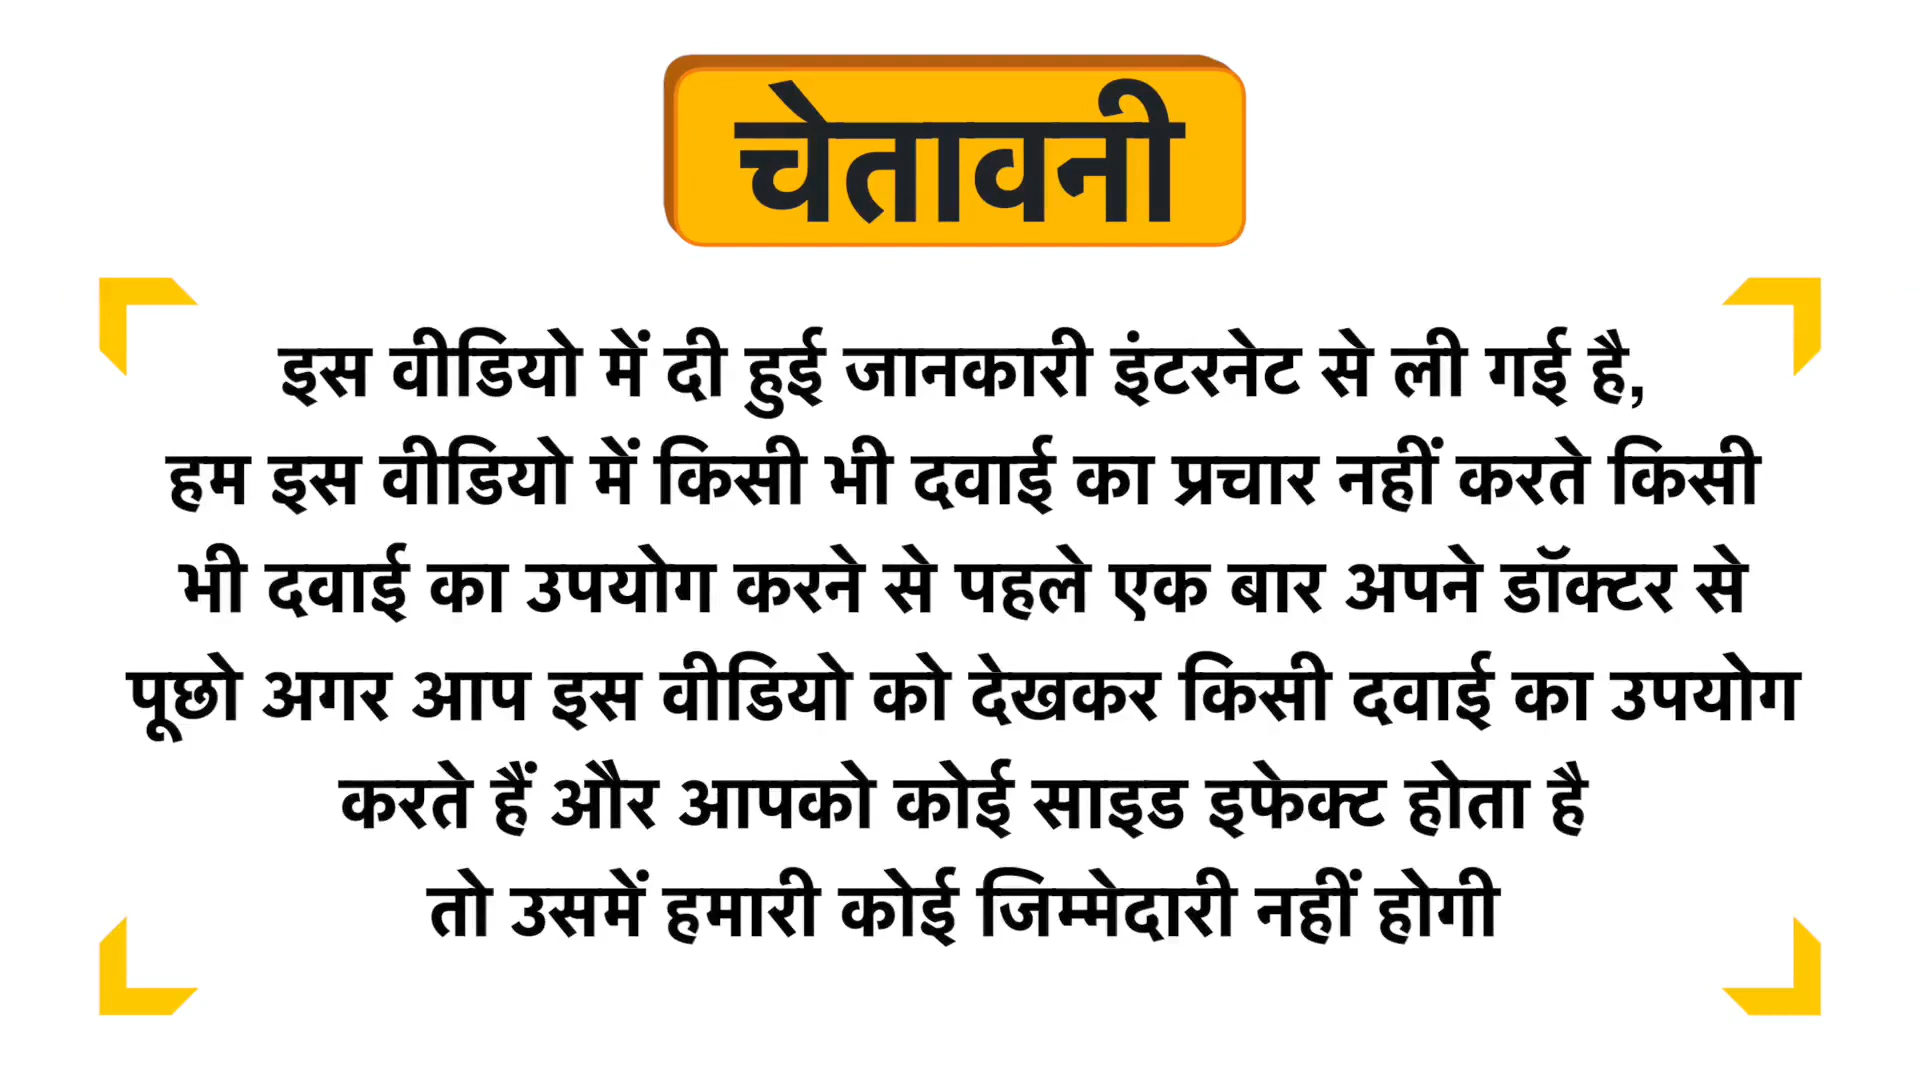 चेतावनी
इस वीडियो में दी हुई जानकारी इंटरनेट से ली गई है,
हम इस वीडियो में किसी भी दवाई का प्रचार नहीं करते किसी
भी दवाई का उपयोग करने से पहले एक बार अपने डॉक्टर से
पूछो अगर आप इस वीडियो को देखकर किसी दवाई का उपयोग
करते हैं और आपको कोई साइड इफेक्ट होता है
तो उसमें हमारी कोई जिम्मेदारी नहीं होगी